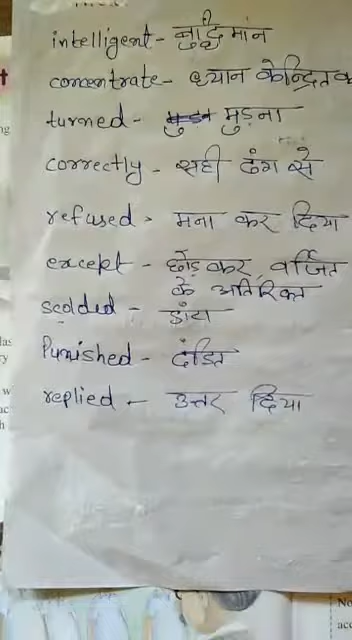 intelligent - बुद्धिमान
concentrate - ध्यान केन्द्रित क
turned - मुड़ना
correctly - सही ढंग से
refused - मना कर दिया
except - छोड़कर, वर्जित
के अतिरिक्त
scolded - डांटा
Punished - दंडित
replied - उत्तर दिया